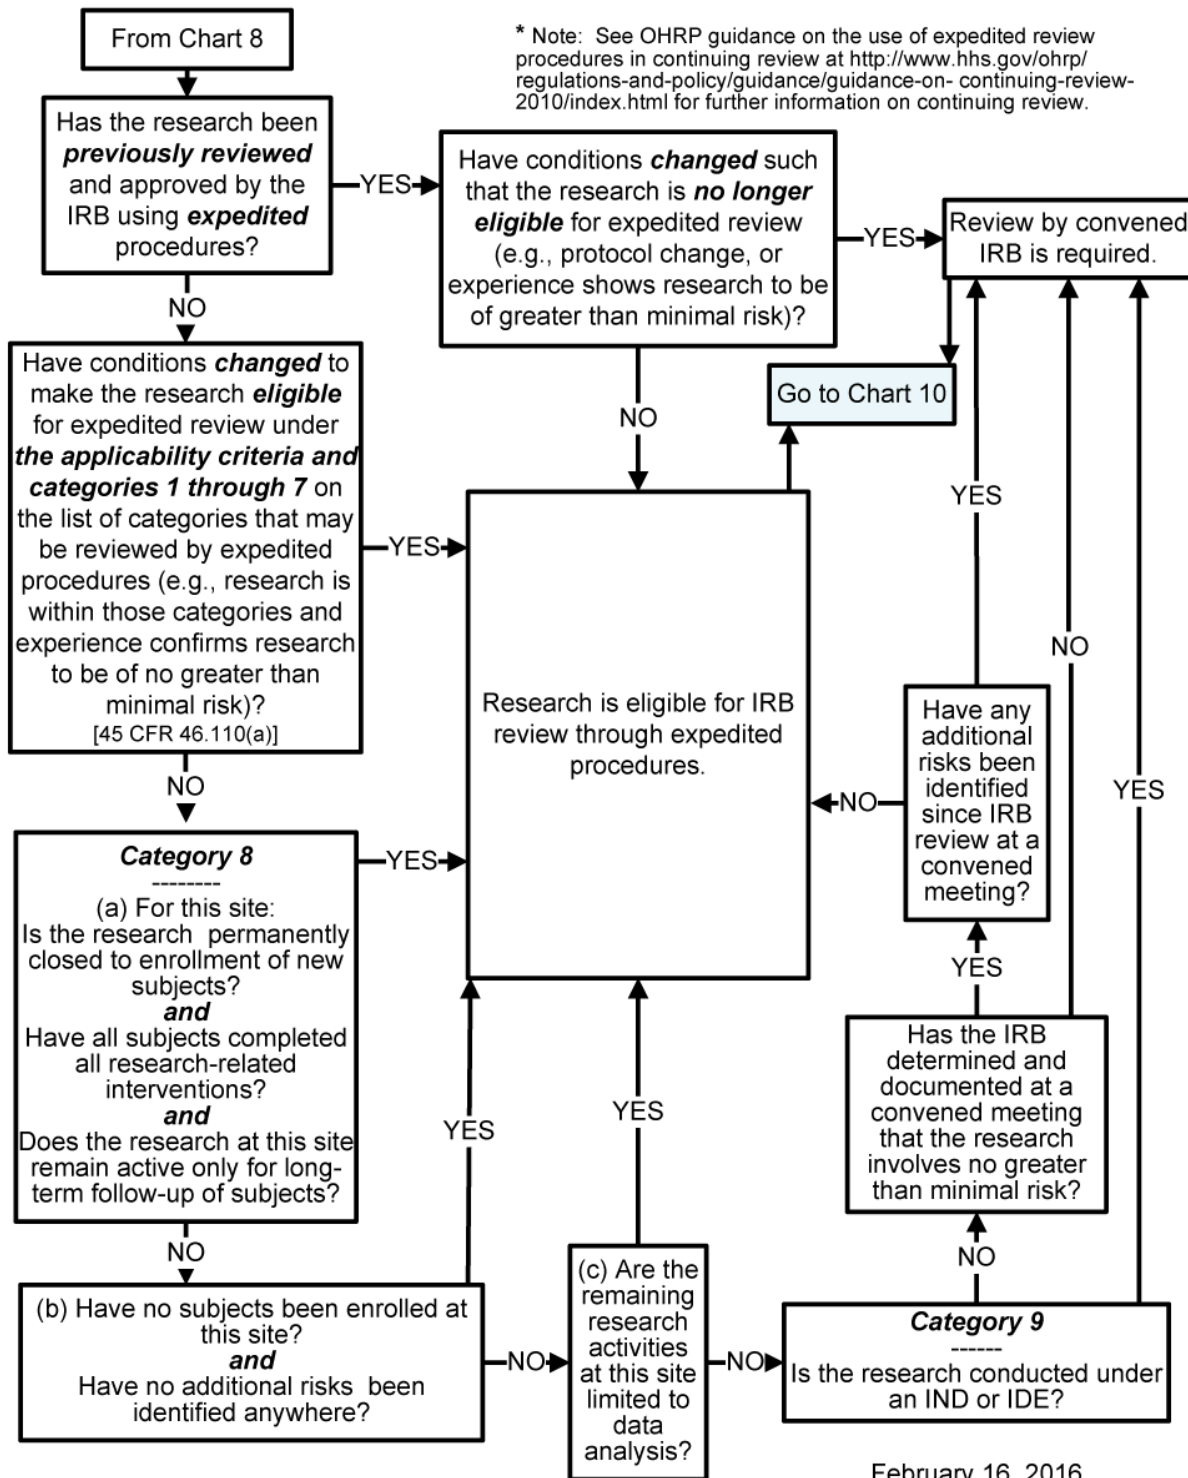 From Chart 8
* Note:  See OHRP guidance on the use of expedited review
procedures in continuing review at http://www.hhs.gov/ohrp/
regulations-and-policy/guidance/guidance-on- continuing-review-
2010/index.html for further information on continuing review.
Has the research been
previously reviewed
and approved by the
IRB using expedited
procedures?
YES
Have conditions changed such
that the research is no longer
eligible for expedited review
(e.g., protocol change, or
experience shows research to be
of greater than minimal risk)?
YES
Review by convened
IRB is required.
NO
NO
Go to Chart 10
Have conditions changed to
make the research eligible
for expedited review under
the applicability criteria and
categories 1 through 7 on
the list of categories that may
be reviewed by expedited
procedures (e.g., research is
within those categories and
experience confirms research
to be of no greater than
minimal risk)?
[45 CFR 46.110(a)]
YES
Research is eligible for IRB
review through expedited
procedures.
YES
NO
YES
Have any
additional
risks been
identified
since IRB
review at a
convened
meeting?
NO
NO
Category 8
--------
(a) For this site:
Is the research  permanently
closed to enrollment of new
subjects?
and
Have all subjects completed
all research-related
interventions?
and
Does the research at this site
remain active only for long-
term follow-up of subjects?
YES
YES
YES
YES
Has the IRB
determined and
documented at a
convened meeting
that the research
involves no greater
than minimal risk?
NO
NO
(b) Have no subjects been enrolled at
this site?
and
Have no additional risks  been
identified anywhere?
NO
(c) Are the
remaining
research
activities
at this site
limited to
data
analysis?
NO
Category 9
------
Is the research conducted under
an IND or IDE?
February 16, 2016